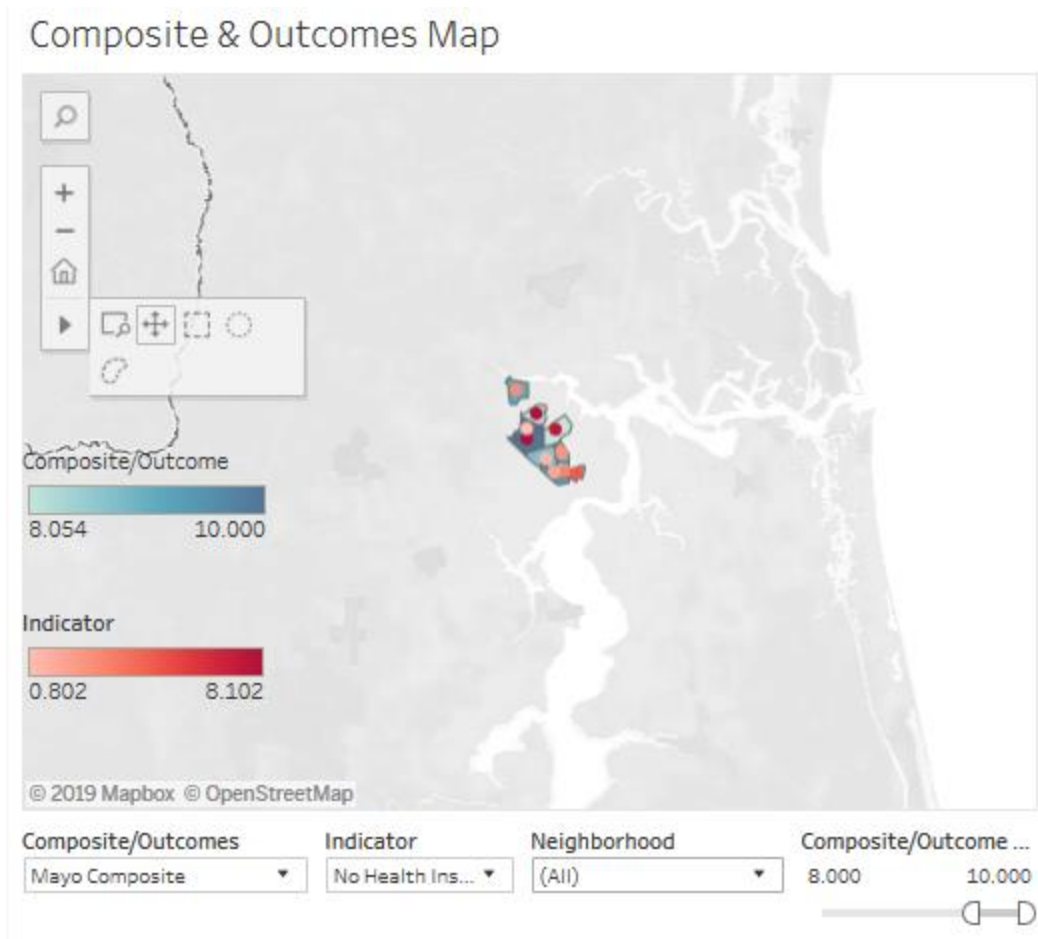 Composite & Outcomes Map
+
−
Composite/Outcome
8.054 10.000
Indicator
0.802 8.102
© 2019 Mapbox © OpenStreetMap
Composite/Outcomes Indicator Neighborhood Composite/Outcome ...
Mayo Composite No Health Ins... (All) 8.000 10.000